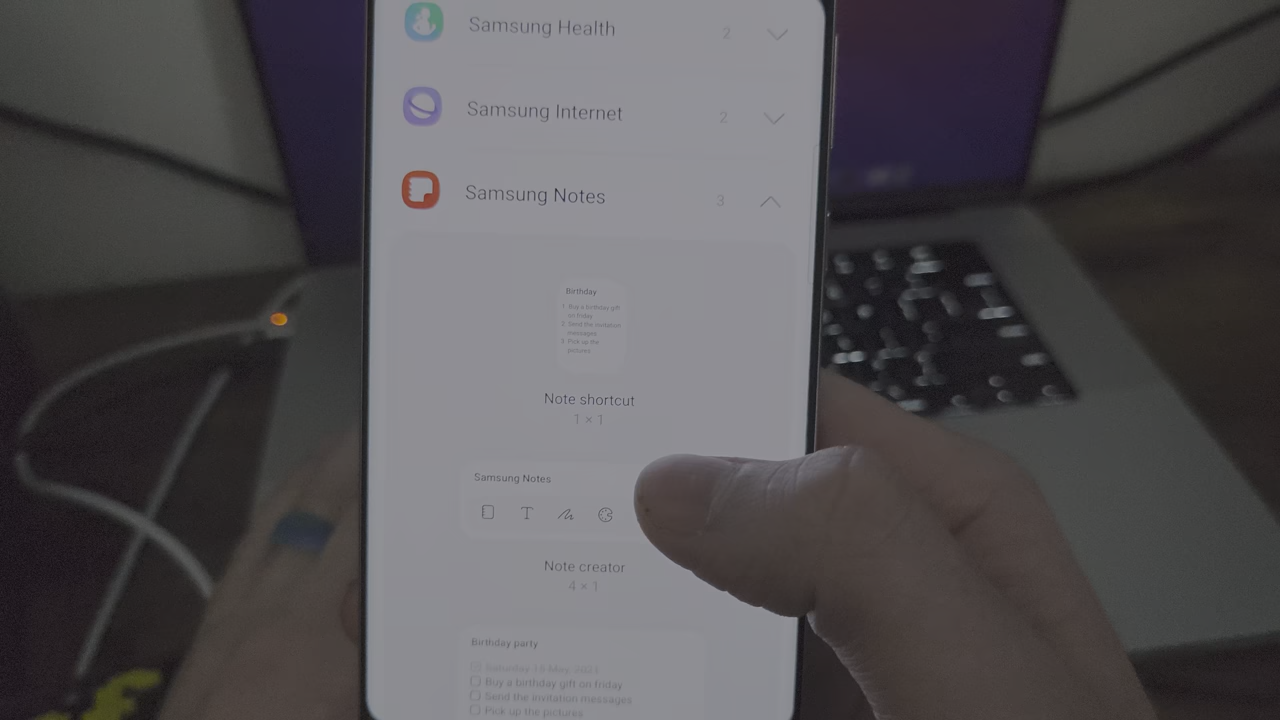 Samsung Health 2
Samsung Internet 2
Samsung Notes 3
Birthday
1. Buy a birthday gift
on friday
2. Send the invitation
messages
3. Pick up the
pictures
Note shortcut
1 × 1
Samsung Notes
T
Note creator
4 × 1
Birthday party
Saturday 15 May, 2021
Buy a birthday gift on friday
Send the invitation messages
Pick up the pictures